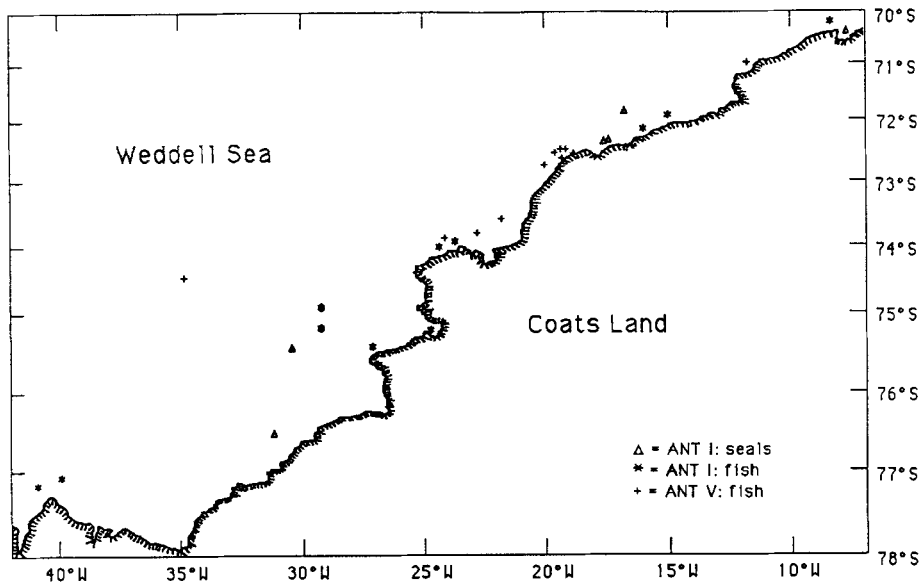 70°S
71°S
72°S
Weddell Sea
73°S
74°S
75°S
Coats Land
76°S
Δ = ANT I: seals
* = ANT I: fish
77°S
+ = ANT V: fish
78°S
40°W 35°W 30°W 25°W 20°W 15°W 10°W